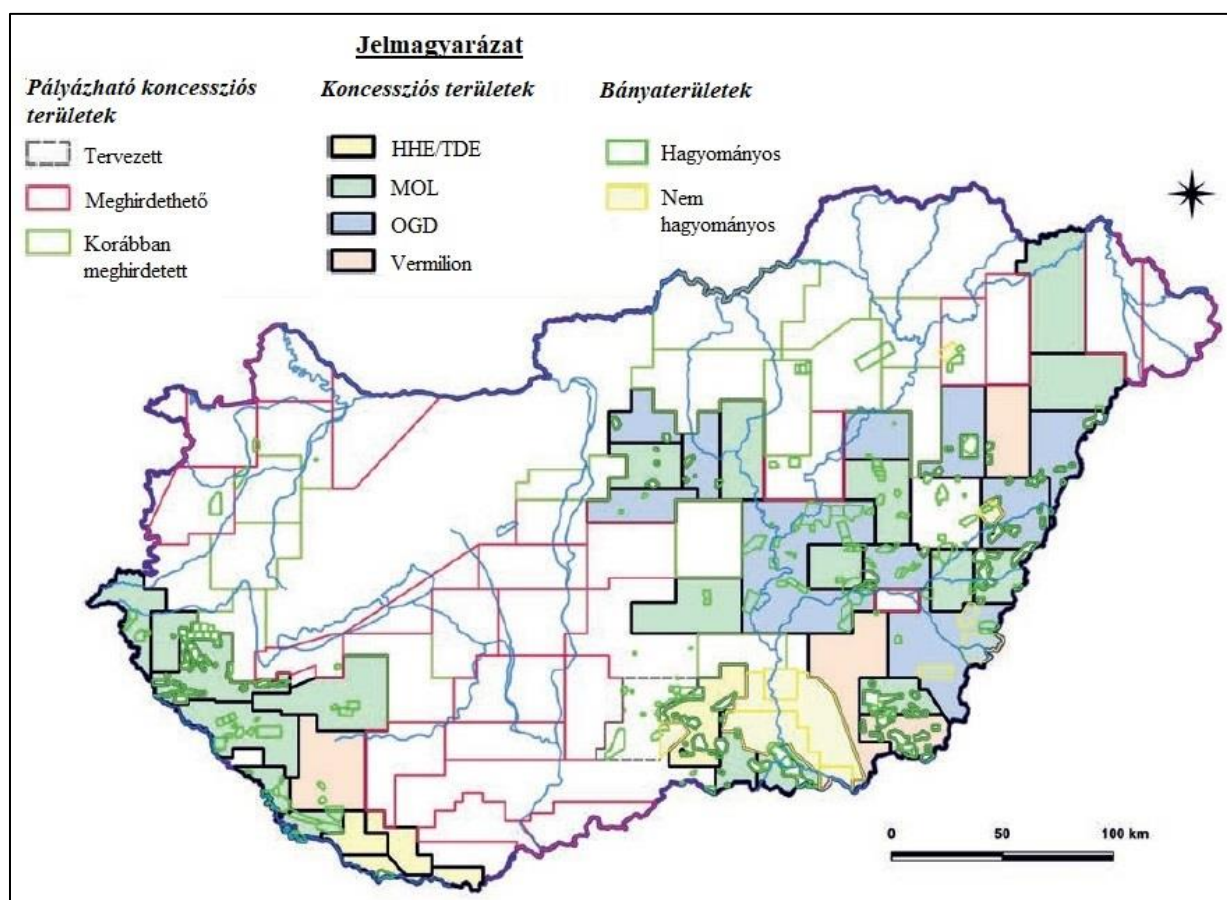 Jelmagyarázat
Pályázható koncessziós
területek
Tervezett
Meghirdethető
Korábban
meghirdetett
Koncessziós területek
HHE/TDE
MOL
OGD
Vermilion
Bányaterületek
Hagyományos
Nem
hagyományos
0 50 100 km